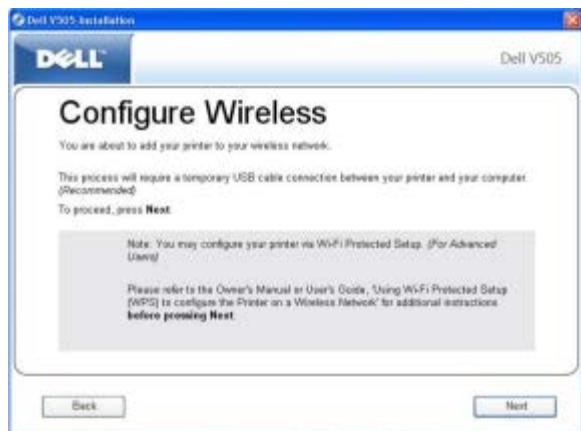 Dell V505 Installation
DELL
Dell V505
Configure Wireless
You are about to add your printer to your wireless network.
This process will require a temporary USB cable connection between your printer and your computer.
(Recommended)
To proceed, press Next
Note: You may configure your printer via Wi-Fi Protected Setup. (For Advanced
Users)
Please refer to the Owner's Manual or User's Guide, 'Using Wi-Fi Protected Setup
(WPS) to configure the Printer on a Wireless Network' for additional instructions
before pressing Next.
Back
Next